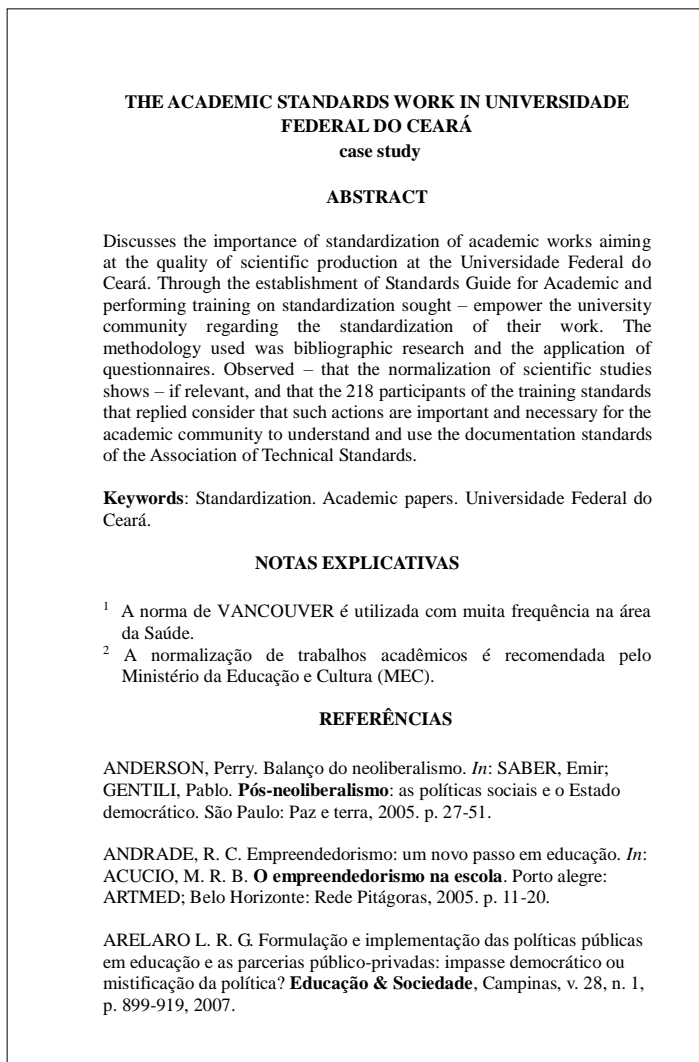 THE ACADEMIC STANDARDS WORK IN UNIVERSIDADE
FEDERAL DO CEARÁ
case study
ABSTRACT
Discusses the importance of standardization of academic works aiming
at the quality of scientific production at the Universidade Federal do
Ceará. Through the establishment of Standards Guide for Academic and
performing training on standardization sought – empower the university
community regarding the standardization of their work. The
methodology used was bibliographic research and the application of
questionnaires. Observed – that the normalization of scientific studies
shows – if relevant, and that the 218 participants of the training standards
that replied consider that such actions are important and necessary for the
academic community to understand and use the documentation standards
of the Association of Technical Standards.
Keywords: Standardization. Academic papers. Universidade Federal do
Ceará.
NOTAS EXPLICATIVAS
1 A norma de VANCOUVER é utilizada com muita frequência na área
da Saúde.
2 A normalização de trabalhos acadêmicos é recomendada pelo
Ministério da Educação e Cultura (MEC).
REFERÊNCIAS
ANDERSON, Perry. Balanço do neoliberalismo. In: SABER, Emir;
GENTILI, Pablo. Pós-neoliberalismo: as políticas sociais e o Estado
democrático. São Paulo: Paz e terra, 2005. p. 27-51.
ANDRADE, R. C. Empreendedorismo: um novo passo em educação. In:
ACUCIO, M. R. B. O empreendedorismo na escola. Porto alegre:
ARTMED; Belo Horizonte: Rede Pitágoras, 2005. p. 11-20.
ARELARO L. R. G. Formulação e implementação das políticas públicas
em educação e as parcerias público-privadas: impasse democrático ou
mistificação da política? Educação & Sociedade, Campinas, v. 28, n. 1,
p. 899-919, 2007.